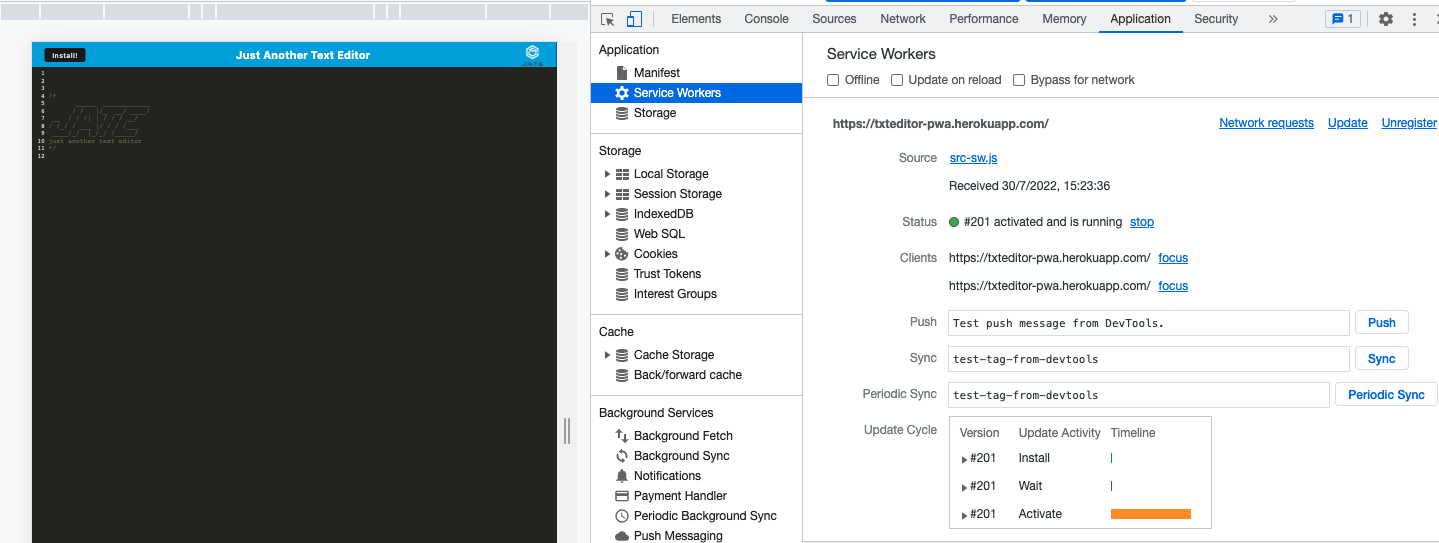 Install!
Just Another Text Editor
1
2
3
4 /*
5
6
7
8
9
10 just another text editor
11 */
12
Elements Console Sources Network Performance Memory Application Security » 1
Application
Manifest
Service Workers
Storage
Storage
Local Storage
Session Storage
IndexedDB
Web SQL
Cookies
Trust Tokens
Interest Groups
Cache
Cache Storage
Back/forward cache
Background Services
Background Fetch
Background Sync
Notifications
Payment Handler
Periodic Background Sync
Push Messaging
Service Workers
Offline Update on reload Bypass for network
https://txteditor-pwa.herokuapp.com/ Network requests Update Unregister
Source src-sw.js
Received 30/7/2022, 15:23:36
Status #201 activated and is running stop
Clients https://txteditor-pwa.herokuapp.com/ focus
https://txteditor-pwa.herokuapp.com/ focus
Push Test push message from DevTools. Push
Sync test-tag-from-devtools Sync
Periodic Sync test-tag-from-devtools Periodic Sync
Update Cycle Version Update Activity Timeline
#201 Install
#201 Wait
#201 Activate